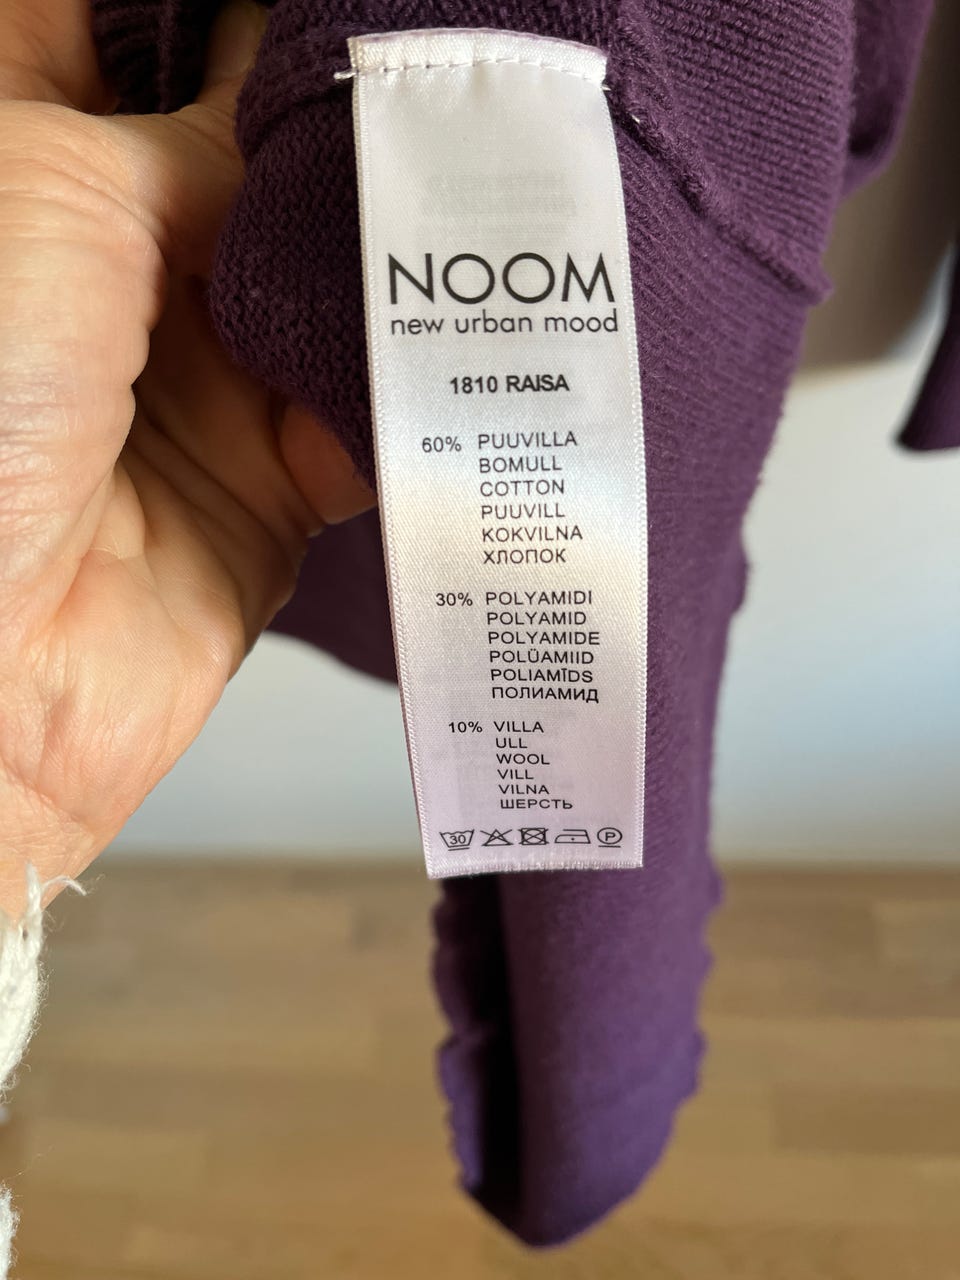 NOOM
new urban mood
1810 RAISA
60% PUUVILLA
BOMULL
COTTON
PUUVILL
KOKVILNA
ХЛОПОК
30% POLYAMIDI
POLYAMID
POLYAMIDE
POLÜAMIID
POLIAMĪDS
ПОЛИАМИД
10% VILLA
ULL
WOOL
VILL
VILNA
ШЕРСТЬ
30 P